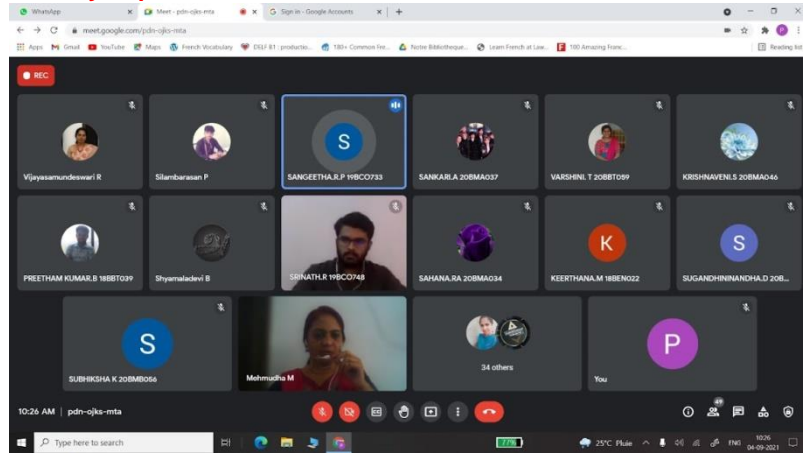 WhatsApp
Meet - pdn-ojks-mta
Sign in - Google Accounts
meet.google.com/pdn-ojks-mta
Apps Gmail YouTube Maps French Vocabulary DELF B1 : productio... 180+ Common Fre... Notre Bibliotheque... Learn French at Law... 100 Amazing Frenc... Reading list
REC
Vijayasamundeswari R
Silambarasan P
S
SANGEETHA.R.P 19BCO733
SANKARI.A 20BMA037
VARSHINI. T 20BBT059
KRISHNAVENI.S 20BMA046
PREETHAM KUMAR.B 18BBT039
Shyamaladevi B
SRINATH.R 19BCO748
SAHANA.RA 20BMA034
K
KEERTHANA.M 18BEN022
S
SUGANDHININANDHA.D 20B...
S
SUBHIKSHA K 20BMB056
Mehmudha M
34 others
P
You
10:26 AM | pdn-ojks-mta
49
Type here to search
77%
25°C Pluie
ENG
10:26
04-09-2021